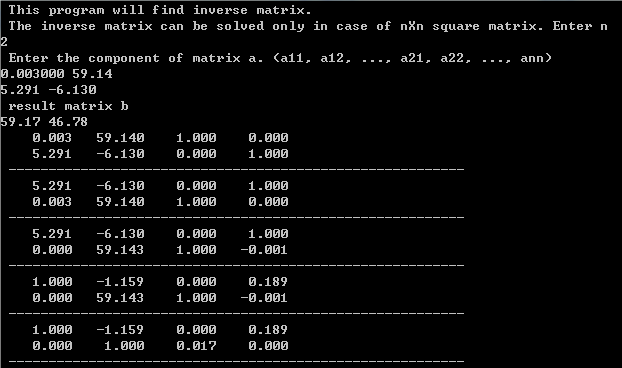 This program will find inverse matrix.
The inverse matrix can be solved only in case of nXn square matrix. Enter n
2
Enter the component of matrix a. (a11, a12, ..., a21, a22, ..., ann)
0.003000 59.14
5.291 -6.130
result matrix b
59.17 46.78
0.003 59.140 1.000 0.000
5.291 -6.130 0.000 1.000
---------------------------------------------------------
5.291 -6.130 0.000 1.000
0.003 59.140 1.000 0.000
---------------------------------------------------------
5.291 -6.130 0.000 1.000
0.000 59.143 1.000 -0.001
---------------------------------------------------------
1.000 -1.159 0.000 0.189
0.000 59.143 1.000 -0.001
---------------------------------------------------------
1.000 -1.159 0.000 0.189
0.000 1.000 0.017 0.000
---------------------------------------------------------